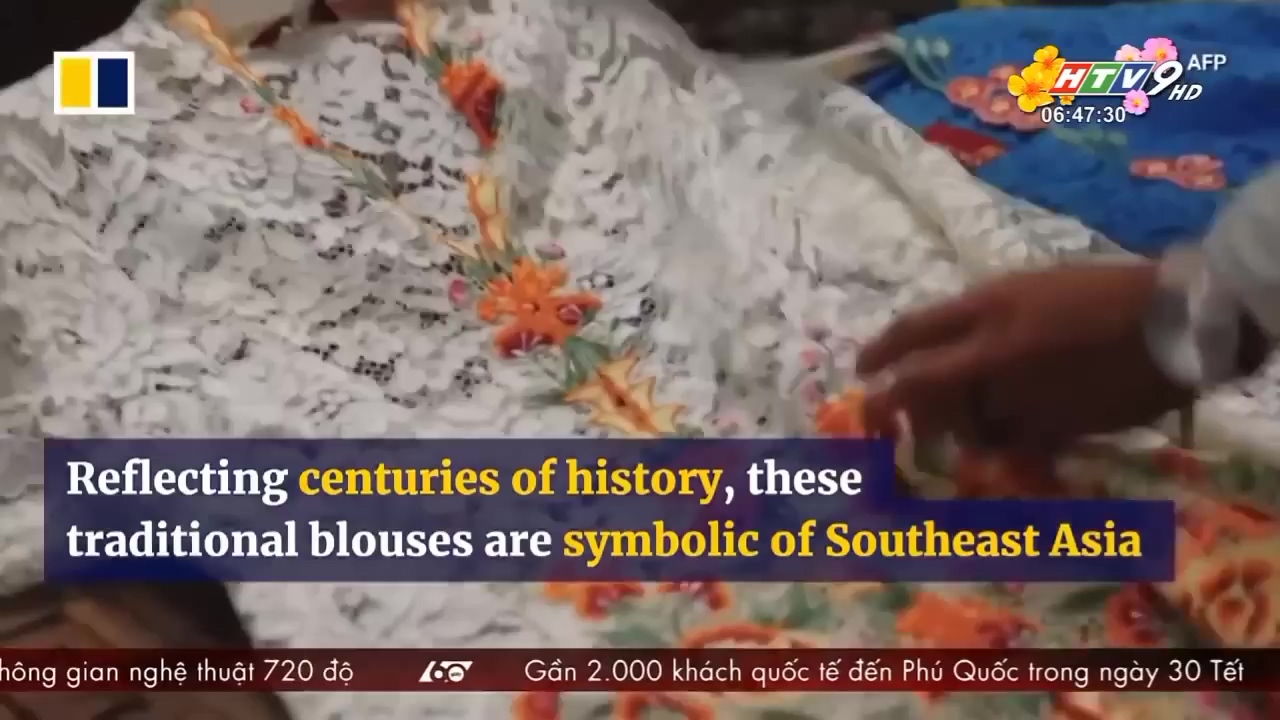 HTV9 HD
AFP
06:47:30
Reflecting centuries of history, these
traditional blouses are symbolic of Southeast Asia
hông gian nghệ thuật 720 độ
Gần 2.000 khách quốc tế đến Phú Quốc trong ngày 30 Tết